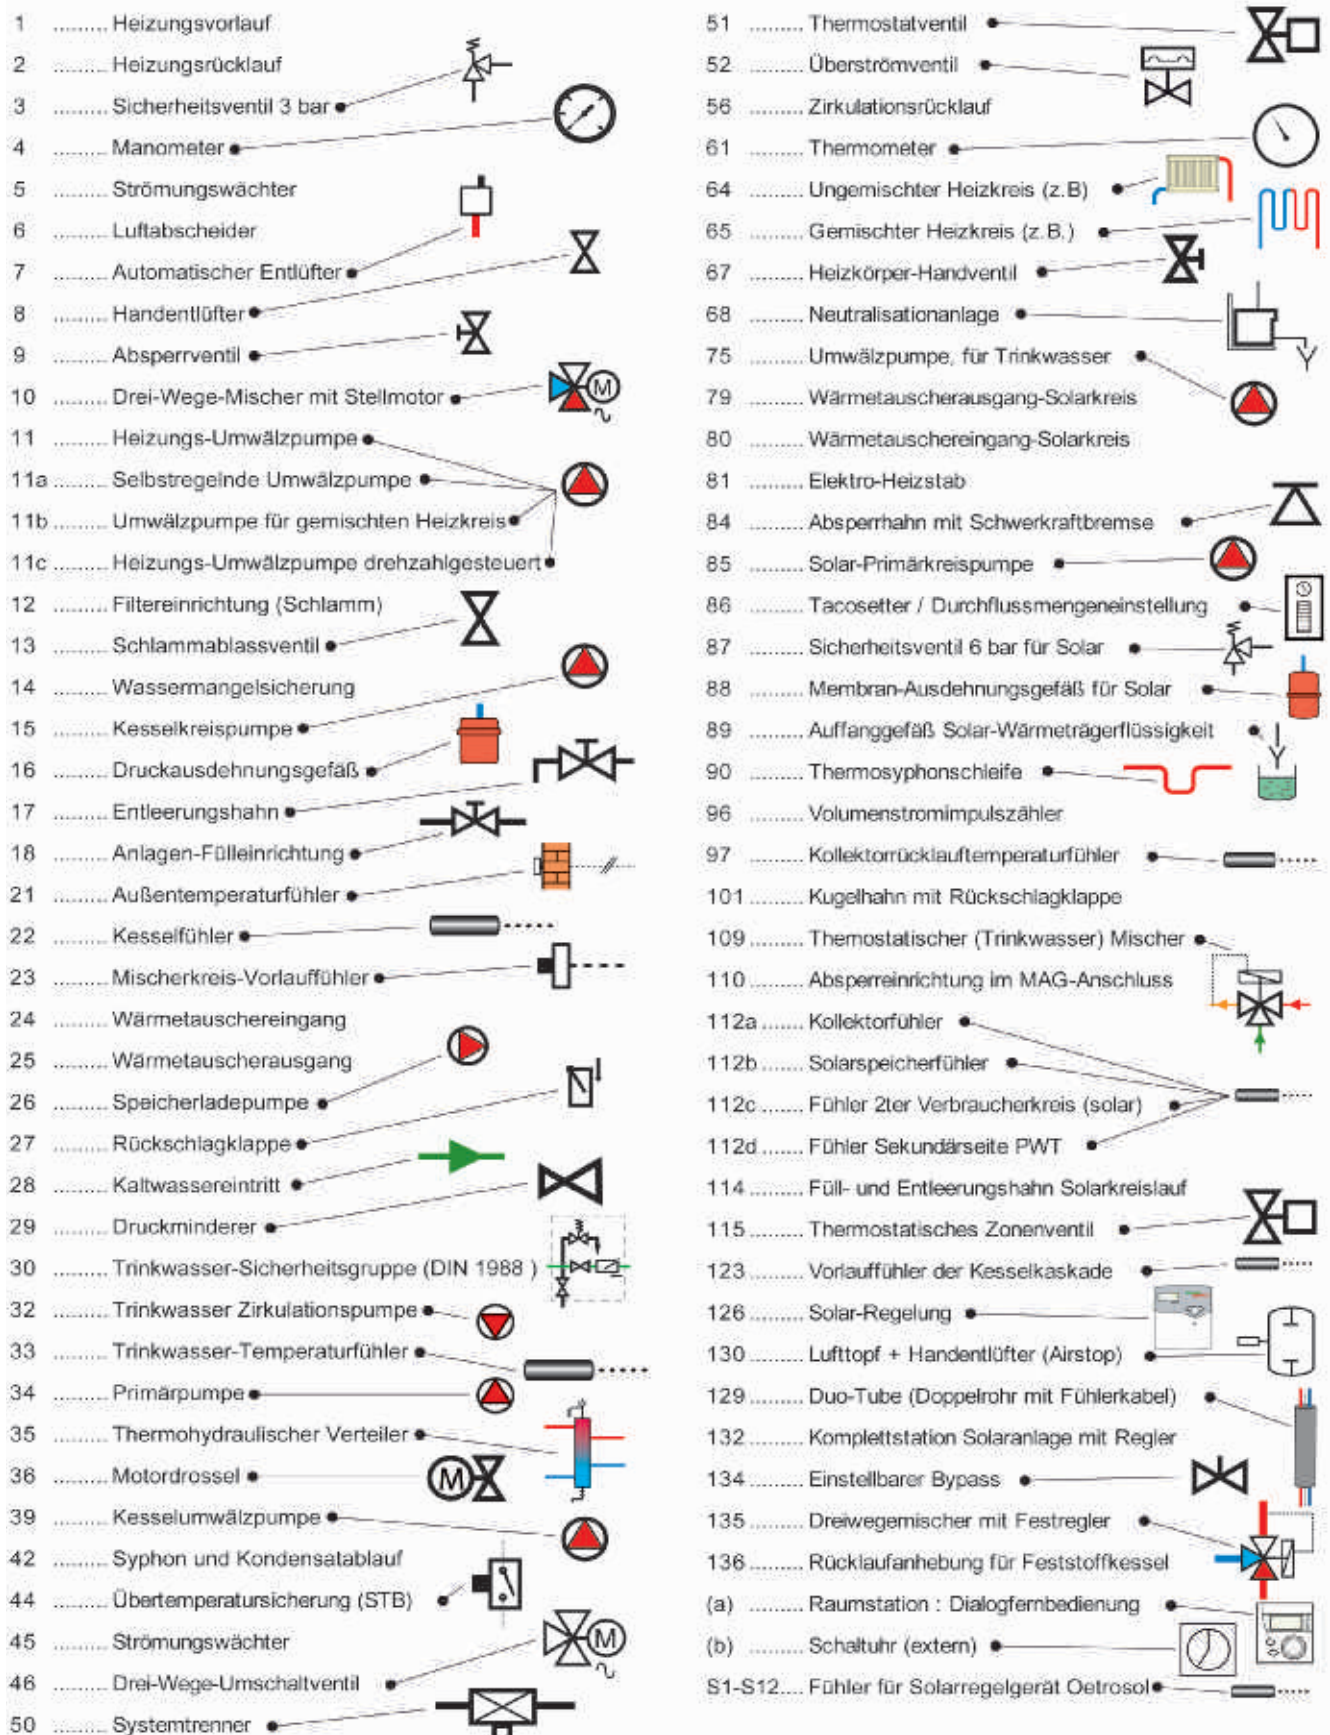 1 ......... Heizungsvorlauf
2 ......... Heizungsrücklauf
3 ......... Sicherheitsventil 3 bar
4 ......... Manometer
5 ......... Strömungswächter
6 ......... Luftabscheider
7 ......... Automatischer Entlüfter
8 ......... Handentlüfter
9 ......... Absperrventil
10 ......... Drei-Wege-Mischer mit Stellmotor
M
11 ......... Heizungs-Umwälzpumpe
11a ......... Selbstregelnde Umwälzpumpe
11b ......... Umwälzpumpe für gemischten Heizkreis
11c ......... Heizungs-Umwälzpumpe drehzahlgesteuert
12 ......... Filtereinrichtung (Schlamm)
13 ......... Schlammablassventil
14 ......... Wassermangelsicherung
15 ......... Kesselkreispumpe
16 ......... Druckausdehnungsgefäß
17 ......... Entleerungshahn
18 ......... Anlagen-Fülleinrichtung
21 ......... Außentemperaturfühler
22 ......... Kesselfühler
23 ......... Mischerkreis-Vorlauffühler
24 ......... Wärmetauschereingang
25 ......... Wärmetauscherausgang
26 ......... Speicherladepumpe
27 ......... Rückschlagklappe
28 ......... Kaltwassereintritt
29 ......... Druckminderer
30 ......... Trinkwasser-Sicherheitsgruppe (DIN 1988 )
32 ......... Trinkwasser Zirkulationspumpe
33 ......... Trinkwasser-Temperaturfühler
34 ......... Primärpumpe
35 ......... Thermohydraulischer Verteiler
36 ......... Motordrossel
M
39 ......... Kesselumwälzpumpe
42 ......... Syphon und Kondensatablauf
44 ......... Übertemperatursicherung (STB)
45 ......... Strömungswächter
M
46 ......... Drei-Wege-Umschaltventil
50 ......... Systemtrenner
51 ......... Thermostatventil
52 ......... Überströmventil
56 ......... Zirkulationsrücklauf
61 ......... Thermometer
64 ......... Ungemischter Heizkreis (z.B)
65 ......... Gemischter Heizkreis (z.B.)
67 ......... Heizkörper-Handventil
68 ......... Neutralisationanlage
75 ......... Umwälzpumpe, für Trinkwasser
79 ......... Wärmetauscherausgang-Solarkreis
80 ......... Wärmetauschereingang-Solarkreis
81 ......... Elektro-Heizstab
84 ......... Absperrhahn mit Schwerkraftbremse
85 ......... Solar-Primärkreispumpe
86 ......... Tacosetter / Durchflussmengeneinstellung
87 ......... Sicherheitsventil 6 bar für Solar
88 ......... Membran-Ausdehnungsgefäß für Solar
89 ......... Auffanggefäß Solar-Wärmeträgerflüssigkeit
90 ......... Thermosyphonschleife
96 ......... Volumenstromimpulszähler
97 ......... Kollektorrücklauftemperaturfühler
101 ......... Kugelhahn mit Rückschlagklappe
109 ......... Themostatischer (Trinkwasser) Mischer
110 ......... Absperreinrichtung im MAG-Anschluss
112a ....... Kollektorfühler
112b ....... Solarspeicherfühler
112c ....... Fühler 2ter Verbraucherkreis (solar)
112d ....... Fühler Sekundärseite PWT
114 ......... Füll- und Entleerungshahn Solarkreislauf
115 ......... Thermostatisches Zonenventil
123 ......... Vorlauffühler der Kesselkaskade
126 ......... Solar-Regelung
130 ......... Lufttopf + Handentlüfter (Airstop)
129 ......... Duo-Tube (Doppelrohr mit Fühlerkabel)
132 ......... Komplettstation Solaranlage mit Regler
134 ......... Einstellbarer Bypass
135 ......... Dreiwegemischer mit Festregler
136 ......... Rücklaufanhebung für Feststoffkessel
(a) ......... Raumstation : Dialogfernbedienung
(b) ......... Schaltuhr (extern)
S1-S12.... Fühler für Solarregelgerät Oetrosol